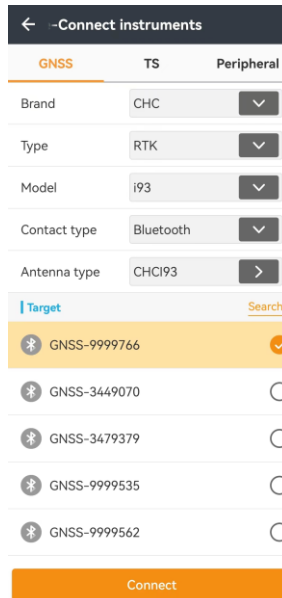 -Connect instruments
GNSS TS Peripheral
Brand CHC
Type RTK
Model i93
Contact type Bluetooth
Antenna type CHCI93
Target Search
GNSS-9999766
GNSS-3449070
GNSS-3479379
GNSS-9999535
GNSS-9999562
Connect